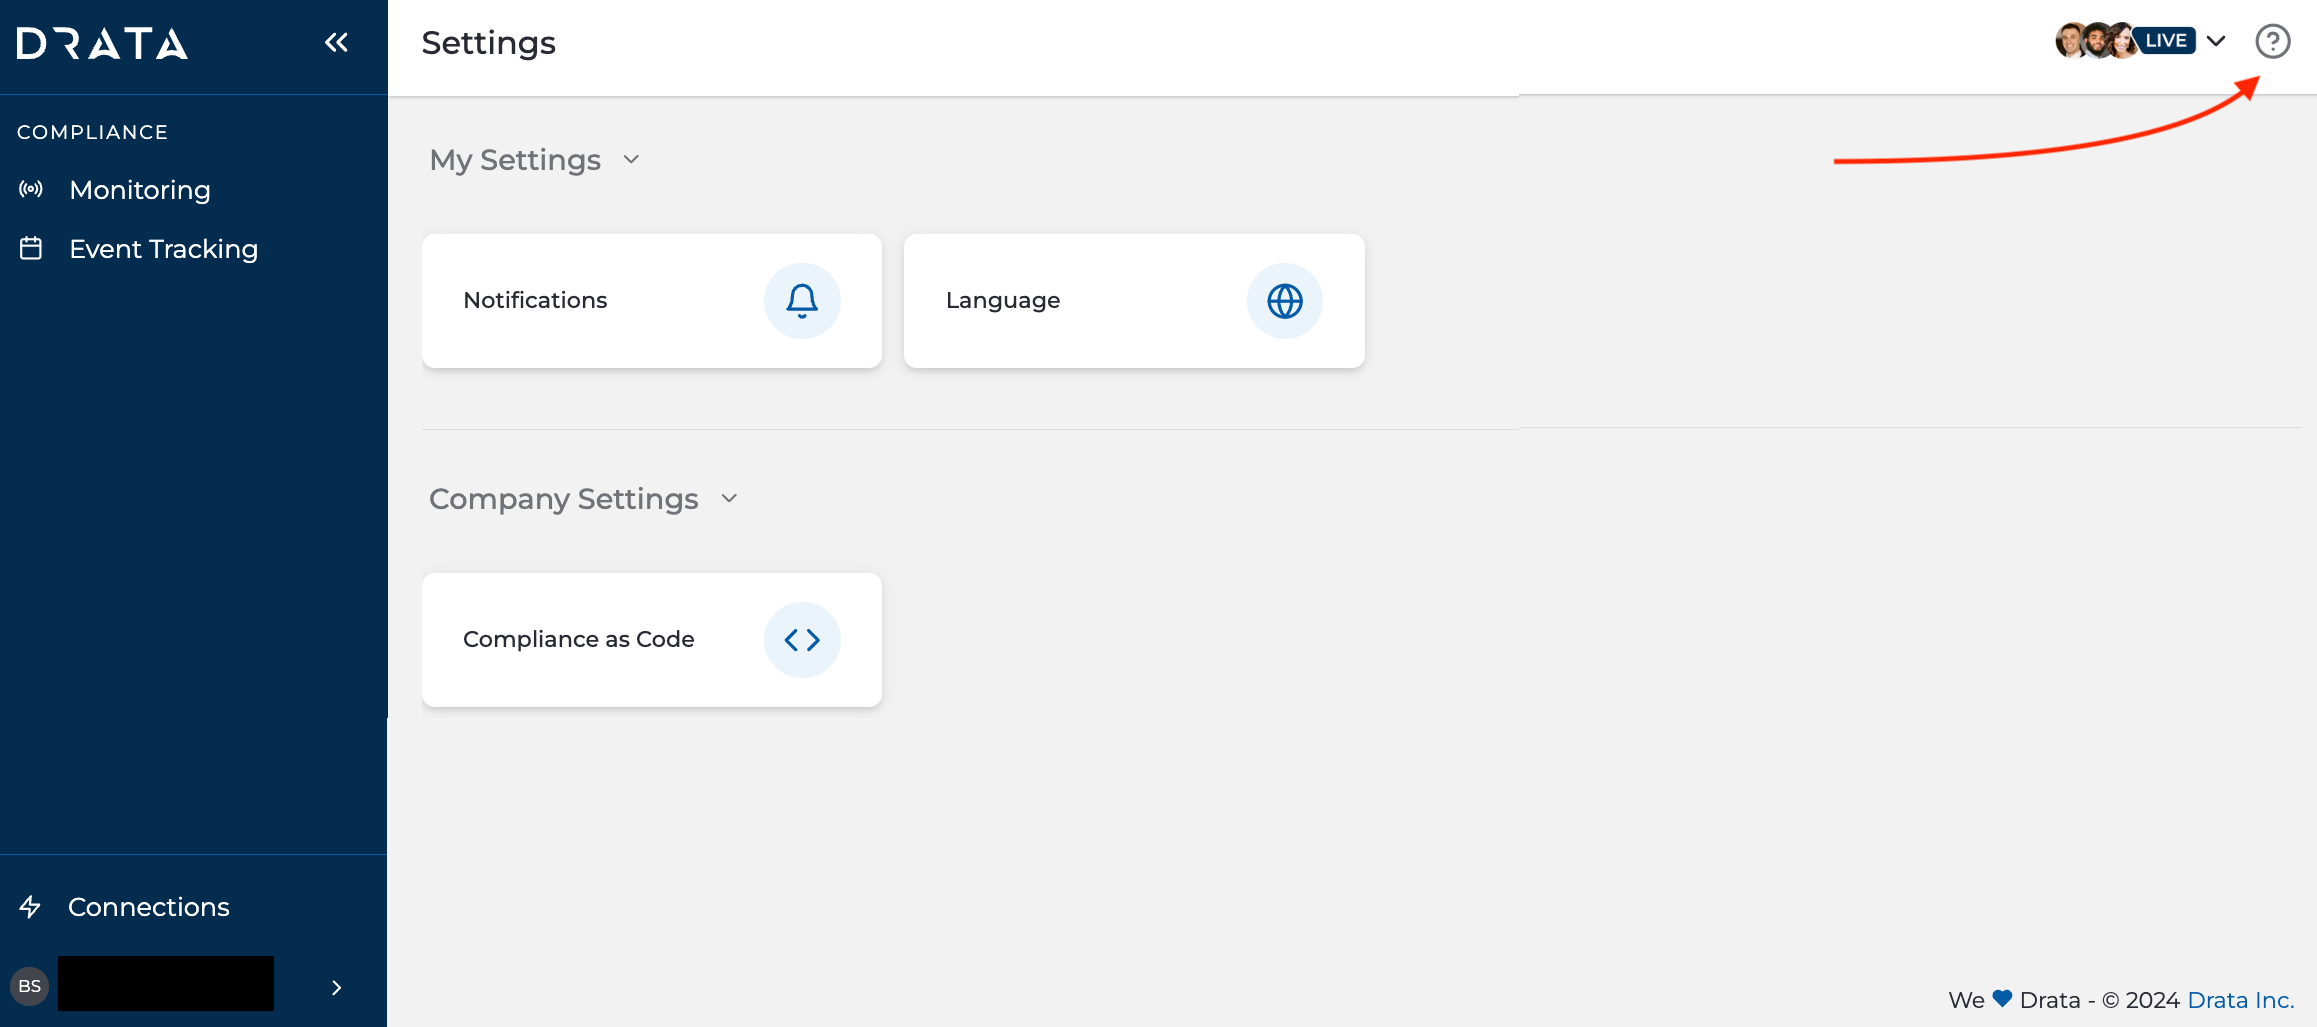 DRATA
Settings
LIVE
COMPLIANCE
My Settings
Monitoring
Event Tracking
Notifications
Language
Company Settings
Compliance as Code
Connections
BS
We Drata - © 2024 Drata Inc.